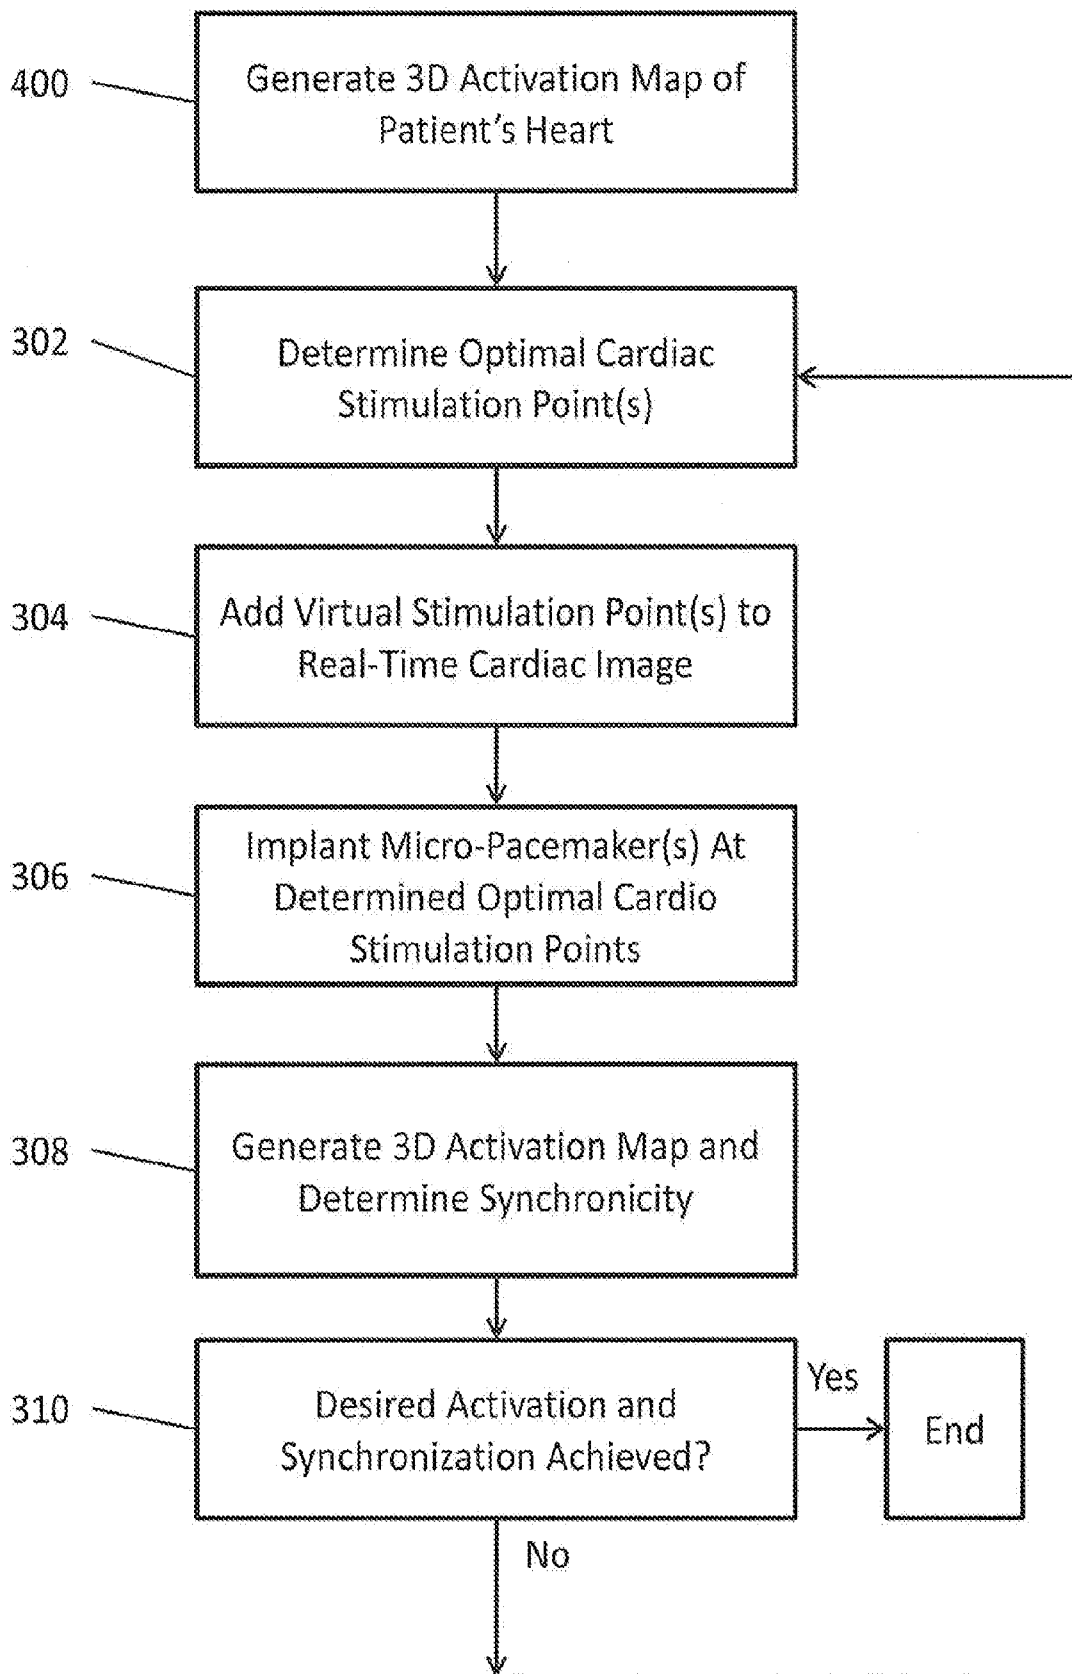 400
Generate 3D Activation Map of
Patient's Heart
302
Determine Optimal Cardiac
Stimulation Point(s)
304
Add Virtual Stimulation Point(s) to
Real-Time Cardiac Image
306
Implant Micro-Pacemaker(s) At
Determined Optimal Cardio
Stimulation Points
308
Generate 3D Activation Map and
Determine Synchronicity
310
Desired Activation and
Synchronization Achieved?
Yes
End
No